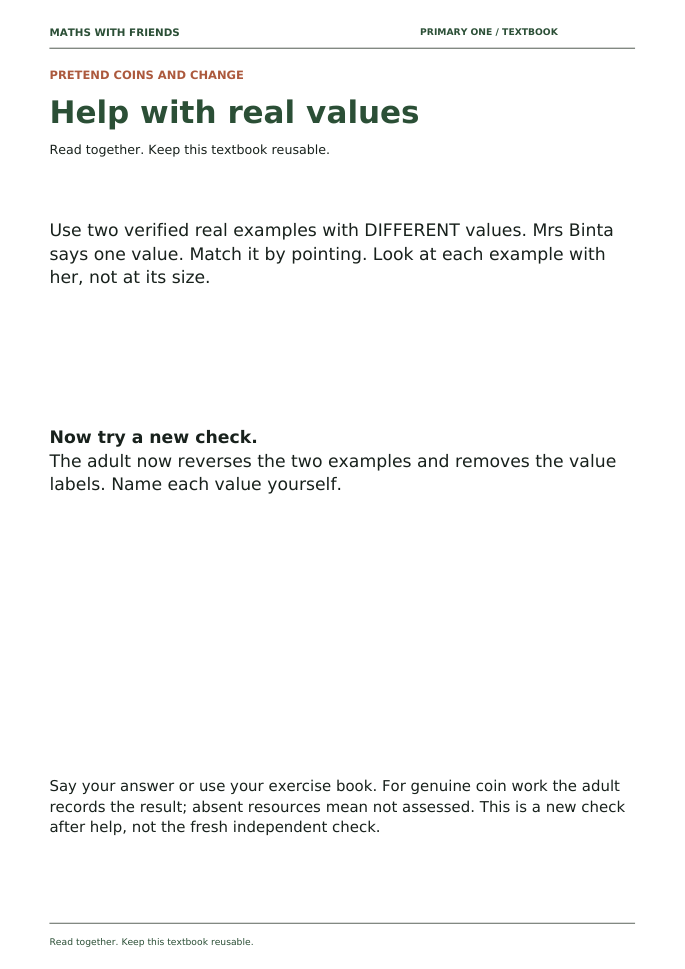 MATHS WITH FRIENDS
PRIMARY ONE / TEXTBOOK
PRETEND COINS AND CHANGE
Help with real values
Read together. Keep this textbook reusable.
Use two verified real examples with DIFFERENT values. Mrs Binta
says one value. Match it by pointing. Look at each example with
her, not at its size.
Now try a new check.
The adult now reverses the two examples and removes the value
labels. Name each value yourself.
Say your answer or use your exercise book. For genuine coin work the adult
records the result; absent resources mean not assessed. This is a new check
after help, not the fresh independent check.
Read together. Keep this textbook reusable.